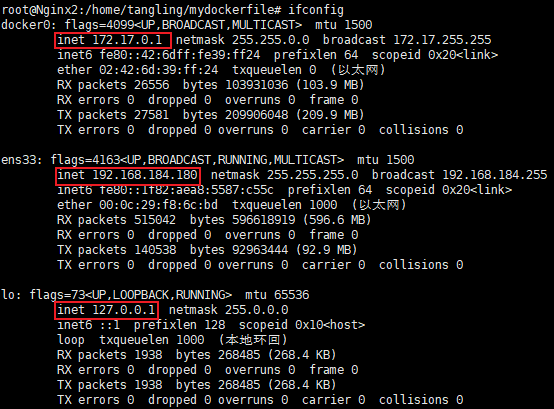 root@Nginx2:/home/tangling/mydockerfile# ifconfig
docker0: flags=4099<UP,BROADCAST,MULTICAST> mtu 1500
inet 172.17.0.1 netmask 255.255.0.0 broadcast 172.17.255.255
inet6 fe80::42:6dff:fe39:ff24 prefixlen 64 scopeid 0x20<link>
ether 02:42:6d:39:ff:24 txqueuelen 0 (以太网)
RX packets 26556 bytes 103931036 (103.9 MB)
RX errors 0 dropped 0 overruns 0 frame 0
TX packets 27581 bytes 209906048 (209.9 MB)
TX errors 0 dropped 0 overruns 0 carrier 0 collisions 0
ens33: flags=4163<UP,BROADCAST,RUNNING,MULTICAST> mtu 1500
inet 192.168.184.180 netmask 255.255.255.0 broadcast 192.168.184.255
inet6 fe80::1f82:aea8:5587:c55c prefixlen 64 scopeid 0x20<link>
ether 00:0c:29:f8:6c:bd txqueuelen 1000 (以太网)
RX packets 515042 bytes 596618919 (596.6 MB)
RX errors 0 dropped 0 overruns 0 frame 0
TX packets 140538 bytes 92963444 (92.9 MB)
TX errors 0 dropped 0 overruns 0 carrier 0 collisions 0
lo: flags=73<UP,LOOPBACK,RUNNING> mtu 65536
inet 127.0.0.1 netmask 255.0.0.0
inet6 ::1 prefixlen 128 scopeid 0x10<host>
loop txqueuelen 1000 (本地环回)
RX packets 1938 bytes 268485 (268.4 KB)
RX errors 0 dropped 0 overruns 0 frame 0
TX packets 1938 bytes 268485 (268.4 KB)
TX errors 0 dropped 0 overruns 0 carrier 0 collisions 0